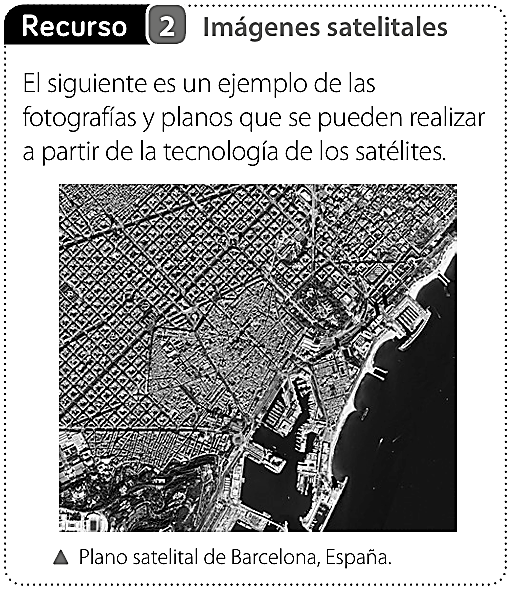 Recurso 2 Imágenes satelitales
El siguiente es un ejemplo de las
fotografías y planos que se pueden realizar
a partir de la tecnología de los satélites.
▲ Plano satelital de Barcelona, España.